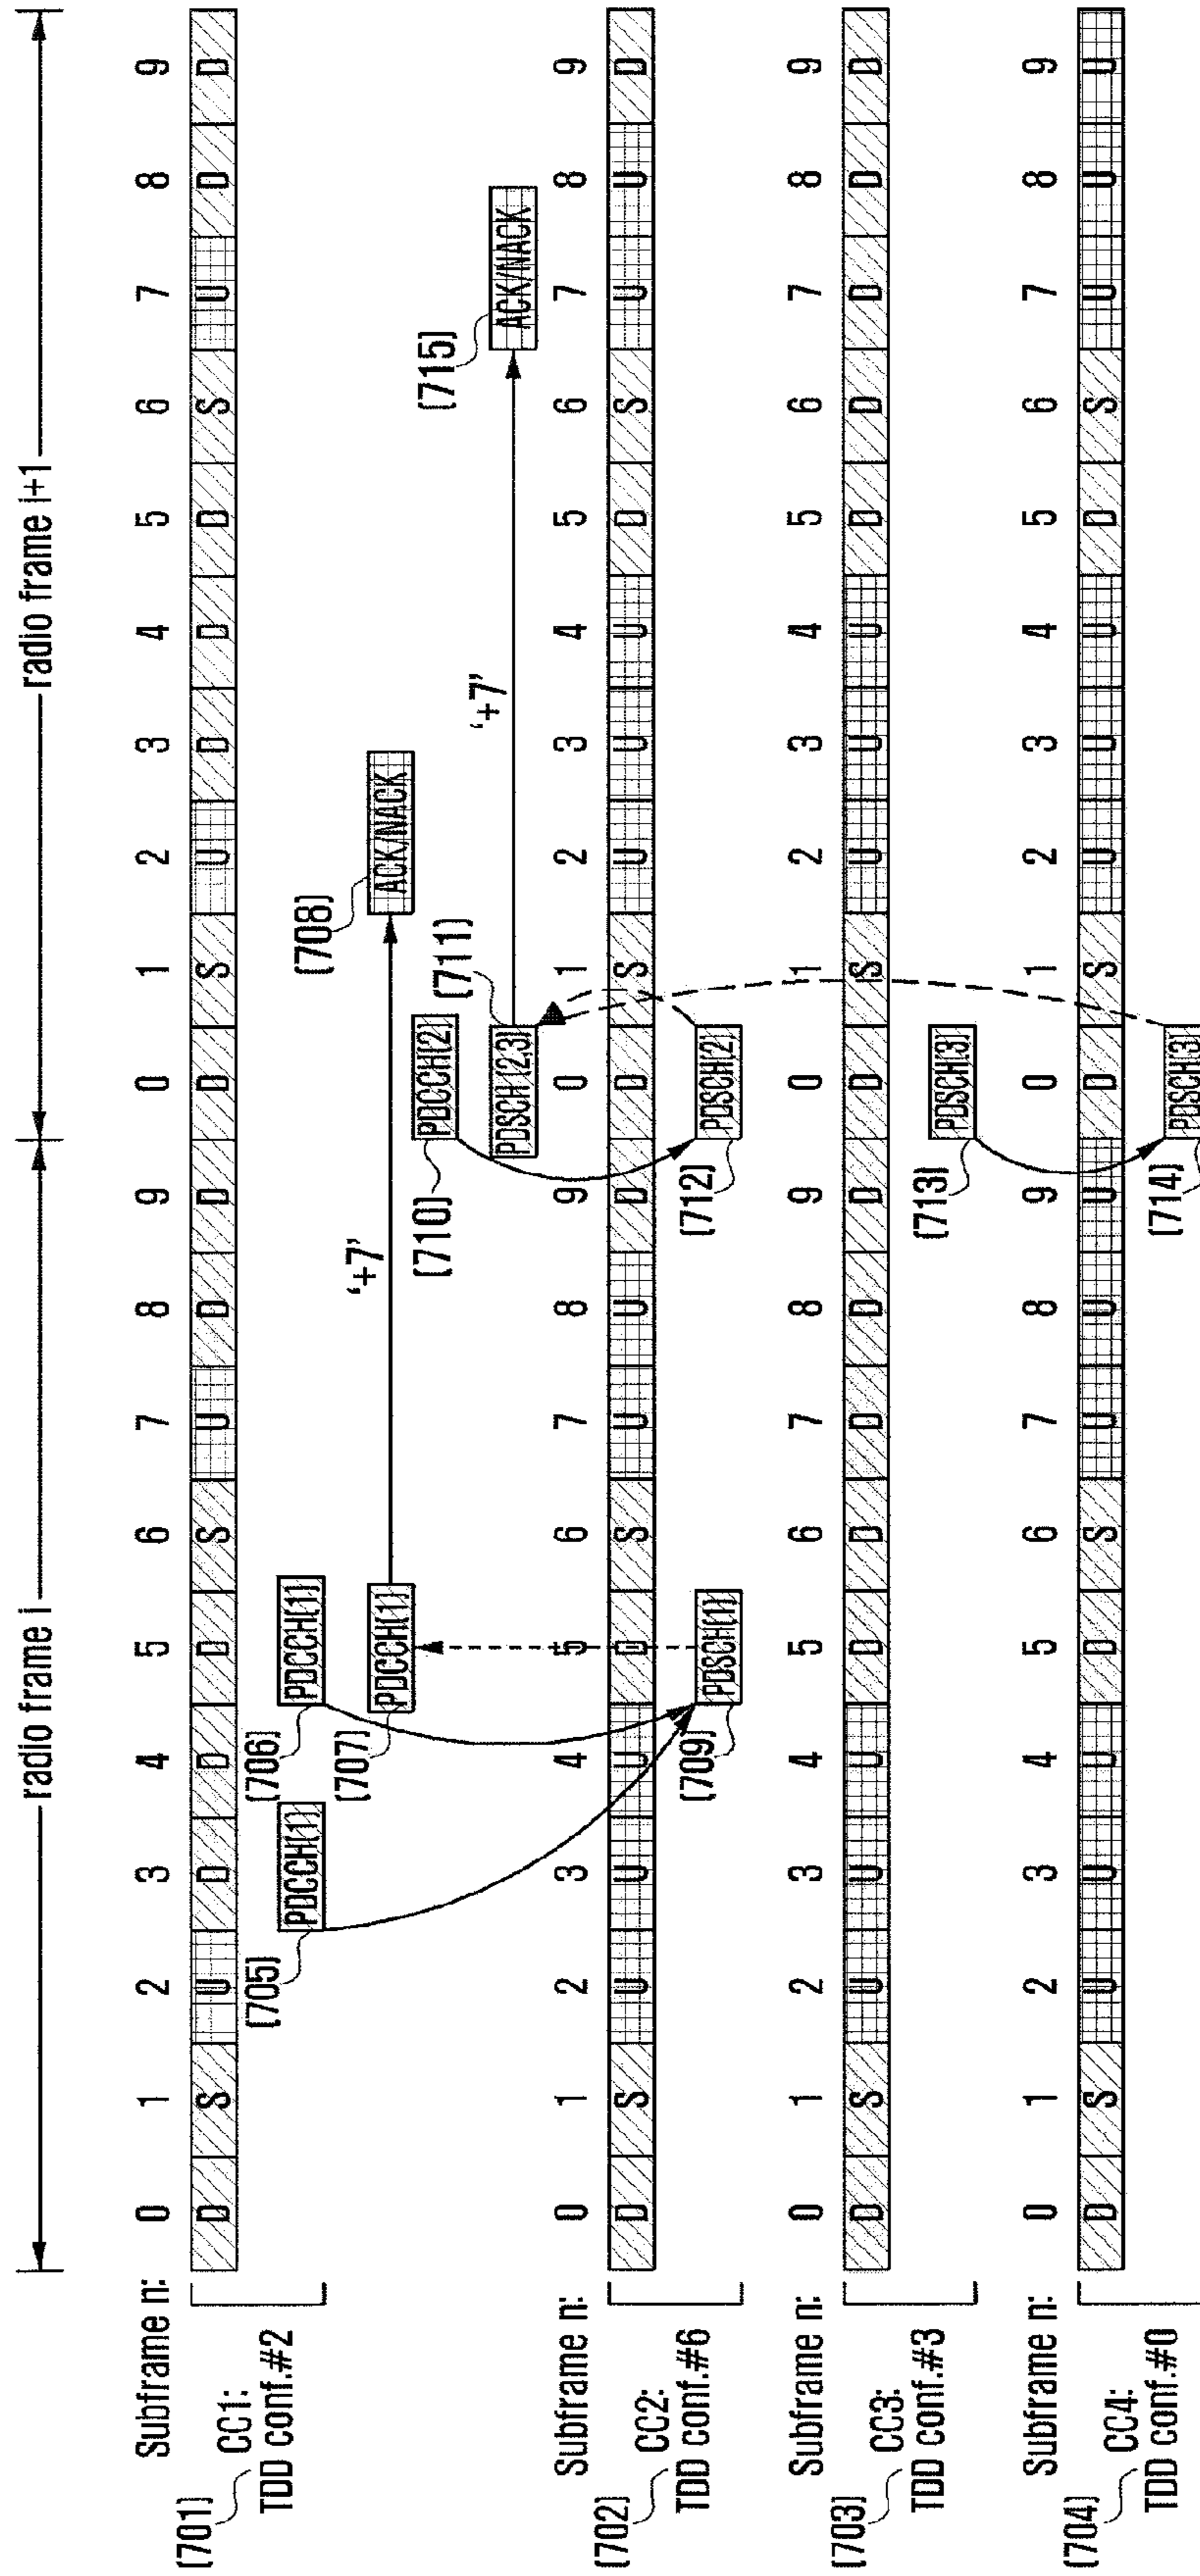 radio frame i radio frame i+1
Subframe n: 0 1 2 3 4 5 6 7 8 9 0 1 2 3 4 5 6 7 8 9
(701) CC1: TDD conf.#2
D S U D D D S U D D D S U D D D S U D D
(705) PDCCH(1)
(706) PDCCH(1)
(707) PDCCH(1)
'+7'
(708) ACK/NACK
(710) PDCCH(2)
(711) PDSCH(2,3)
'+7'
(715) ACK/NACK
Subframe n: 0 1 2 3 4 5 6 7 8 9 0 1 2 3 4 5 6 7 8 9
(702) CC2: TDD conf.#6
D S U U U D S U U D D S U U U D S U U D
(709) PDSCH(1)
(712) PDSCH(2)
Subframe n: 0 1 2 3 4 5 6 7 8 9 0 1 2 3 4 5 6 7 8 9
(703) CC3: TDD conf.#3
D S U U U D D D D D D S U U U D D D D D
(713) PDSCH(3)
Subframe n: 0 1 2 3 4 5 6 7 8 9 0 1 2 3 4 5 6 7 8 9
(704) CC4: TDD conf.#0
D S U U U D S U U U D S U U U D S U U U
(714) PDSCH(3)